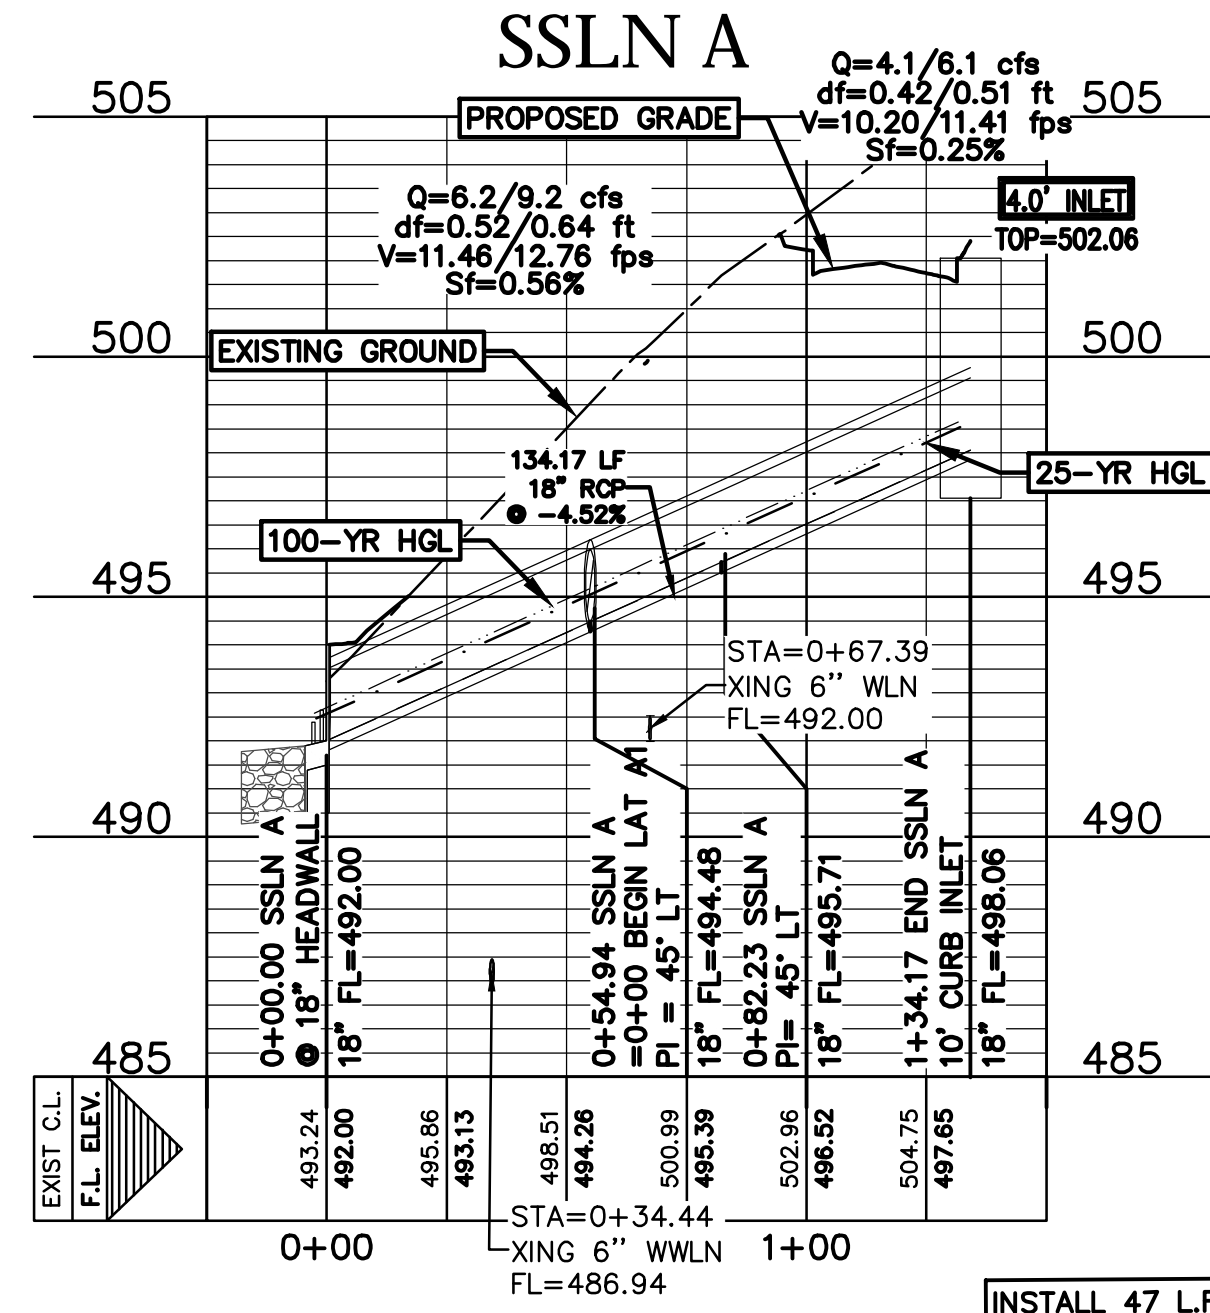 SSLN A
Q=4.1/6.1 cfs
df=0.42/0.51 ft
V=10.20/11.41 fps
Sf=0.25%
505
PROPOSED GRADE
505
Q=6.2/9.2 cfs
df=0.52/0.64 ft
V=11.46/12.76 fps
Sf=0.56%
4.0' INLET
TOP=502.06
500
EXISTING GROUND
500
134.17 LF
18" RCP
@ -4.52%
25-YR HGL
100-YR HGL
495
495
STA=0+67.39
XING 6" WLN
FL=492.00
490
490
0+00.00 SSLN A
@ 18" HEADWALL
18" FL=492.00
0+54.94 SSLN A
=0+00 BEGIN LAT A1
PI = 45° LT
18" FL=494.48
0+82.23 SSLN A
PI= 45° LT
18" FL=495.71
1+34.17 END SSLN A
10' CURB INLET
18" FL=498.06
485
485
EXIST C.L.
F.L. ELEV.
493.24
492.00
495.86
493.13
498.51
494.26
500.99
495.39
502.96
496.52
504.75
497.65
STA=0+34.44
XING 6" WWLN
FL=486.94
0+00
1+00
INSTALL 47 L.F